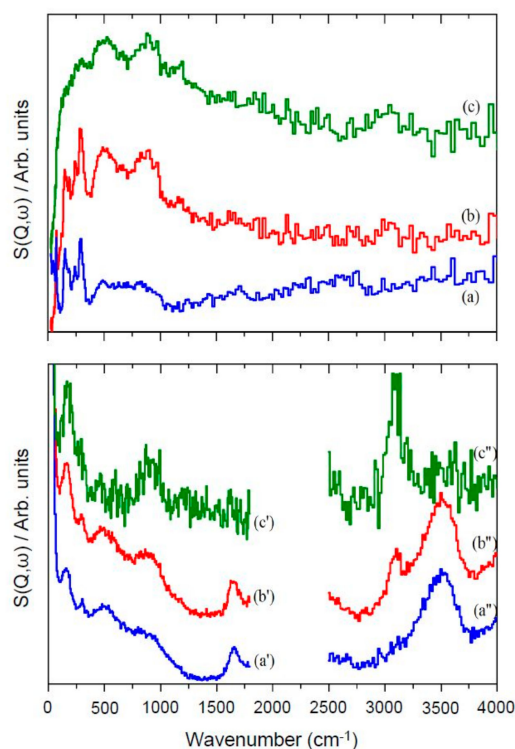 S(Q,ω) / Arb. units
(c)
(b)
(a)
S(Q,ω) / Arb. units
(c'')
(c')
(b'')
(b')
(a'')
(a')
0 500 1000 1500 2000 2500 3000 3500 4000
Wavenumber (cm-1)